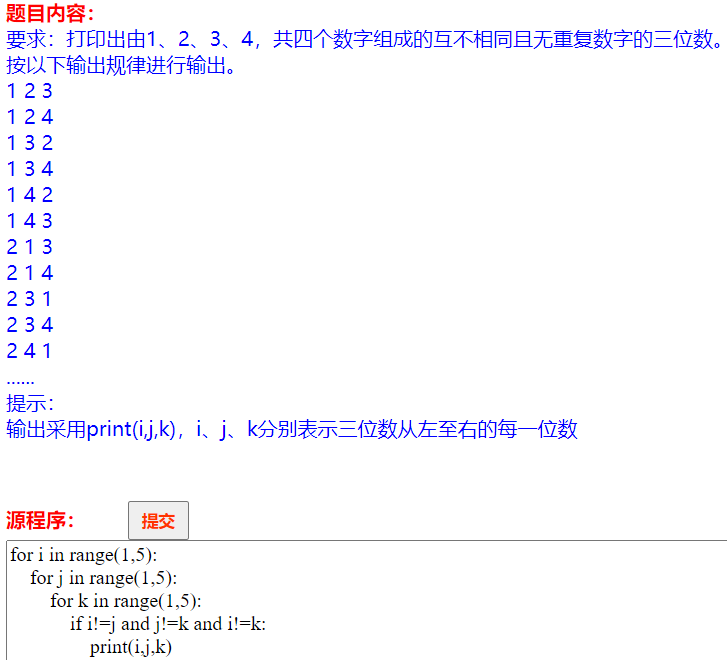 题目内容：
要求：打印出由1、2、3、4，共四个数字组成的互不相同且无重复数字的三位数。
按以下输出规律进行输出。
1 2 3
1 2 4
1 3 2
1 3 4
1 4 2
1 4 3
2 1 3
2 1 4
2 3 1
2 3 4
2 4 1
......
提示：
输出采用print(i,j,k)，i、j、k分别表示三位数从左至右的每一位数
源程序： 提交
for i in range(1,5):
    for j in range(1,5):
        for k in range(1,5):
            if i!=j and j!=k and i!=k:
                print(i,j,k)